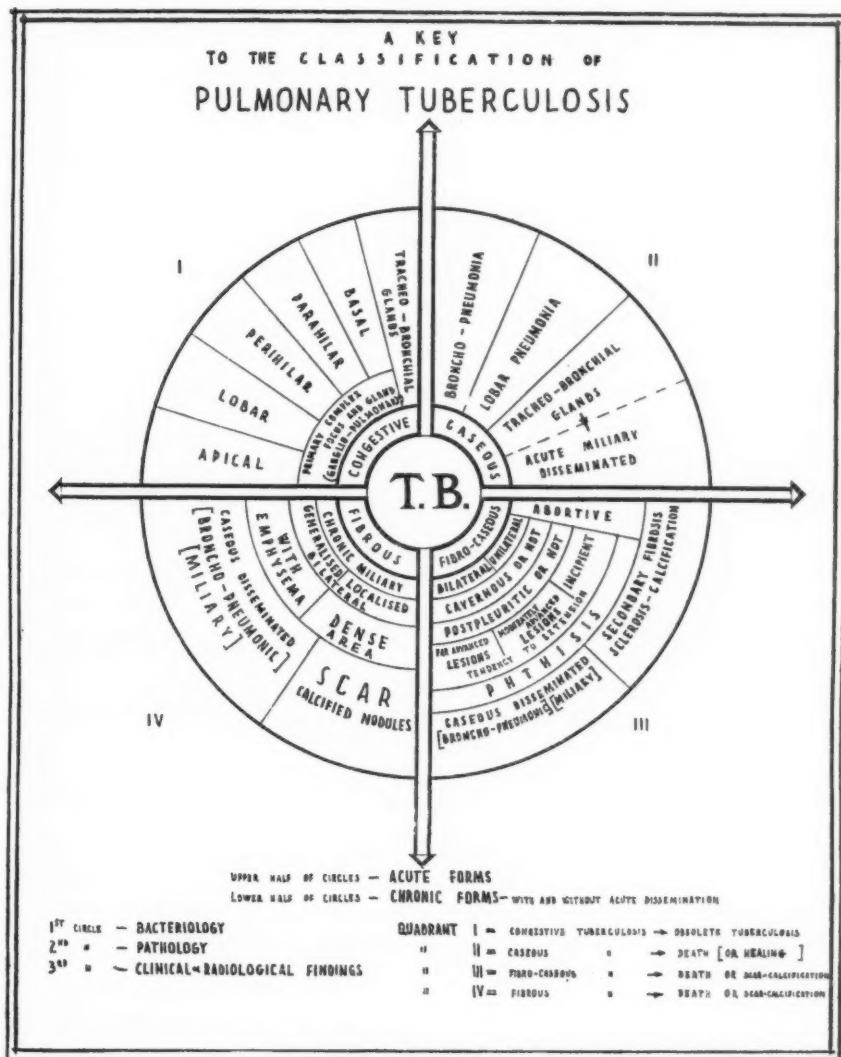 A KEY
TO THE CLASSIFICATION OF
PULMONARY TUBERCULOSIS
I
II
APICAL
LOBAR
PERIHILAR
PARAHILAR
BASAL
TRACHEO-BRONCHIAL
GLANDS
PRIMARY COMPLEX
FOCUS AND GLAND
(GANGLIO-PULMONARY)
CONGESTIVE
BRONCHO-PNEUMONIA
LOBAR PNEUMONIA
TRACHEO-BRONCHIAL
GLANDS
ACUTE MILIARY
DISSEMINATED
CASEOUS
T.B.
FIBROUS
CHRONIC MILIARY
GENERALISED
LOCALISED
BILATERAL
WITH
EMPHYSEMA
DENSE
AREA
CASEOUS DISSEMINATED
[BRONCHO-PNEUMONIC]
[MILIARY]
SCAR
CALCIFIED NODULES
FIBRO-CASEOUS
BILATERAL
UNILATERAL
CAVERNOUS OR NOT
POSTPLEURITIC OR NOT
ABORTIVE
INCIPIENT
MODERATELY
ADVANCED
LESIONS
FAR ADVANCED
LESIONS
TENDENCY TO EXTENSION
PHTHISIS
SECONDARY FIBROSIS
SCLEROSIS-CALCIFICATION
CASEOUS DISSEMINATED
[BRONCHO-PNEUMONIC] [MILIARY]
IV
III
UPPER HALF OF CIRCLES — ACUTE FORMS
LOWER HALF OF CIRCLES — CHRONIC FORMS — WITH AND WITHOUT ACUTE DISSEMINATION
1ST CIRCLE — BACTERIOLOGY
2ND " — PATHOLOGY
3RD " — CLINICAL & RADIOLOGICAL FINDINGS
QUADRANT I = CONGESTIVE TUBERCULOSIS → OBSOLETE TUBERCULOSIS
" II = CASEOUS " → DEATH [OR HEALING]
" III = FIBRO-CASEOUS " → DEATH OR SCAR-CALCIFICATION
" IV = FIBROUS " → DEATH OR SCAR-CALCIFICATION